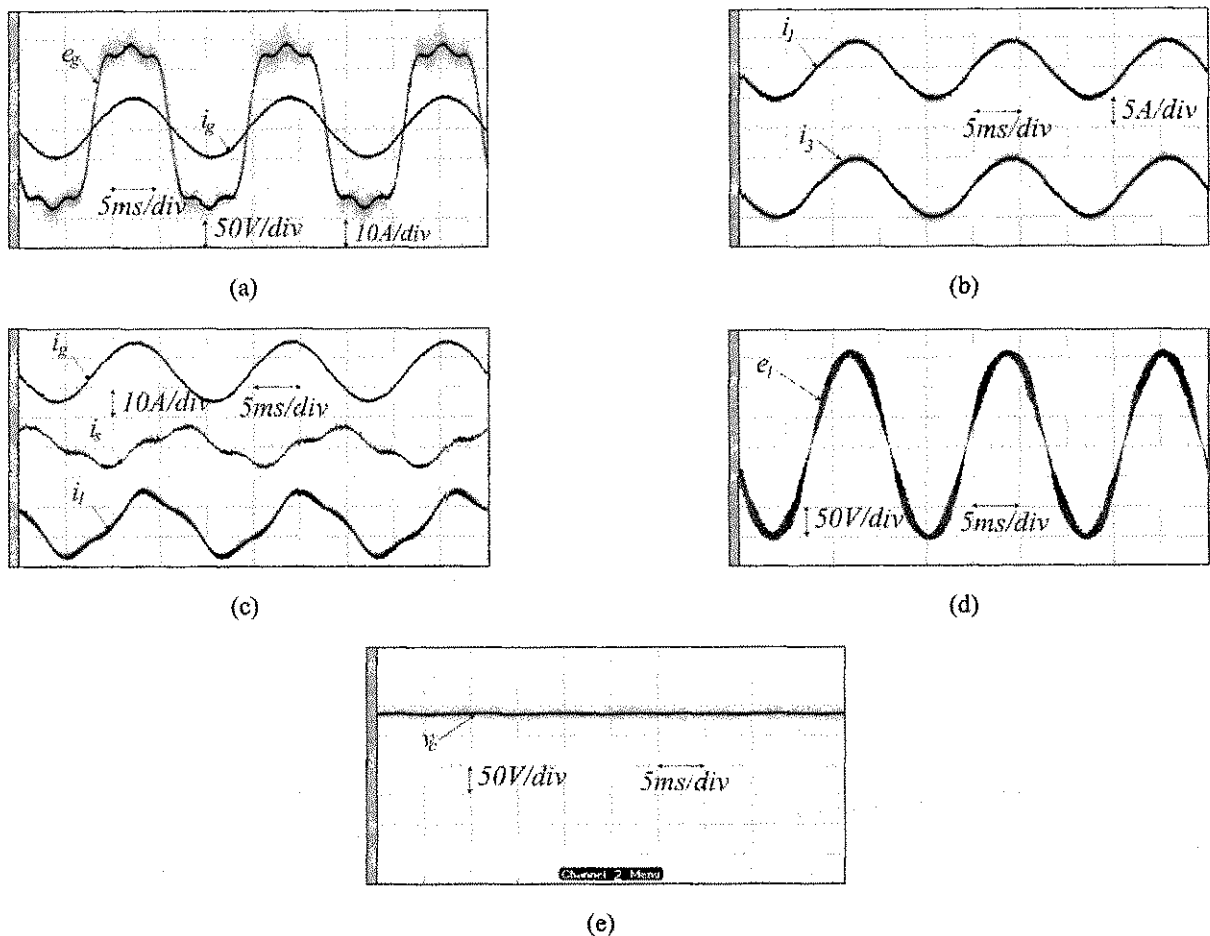 e_g
i_g
5ms/div
50V/div
10A/div
(a)
i_1
5ms/div
5A/div
i_3
(b)
i_g
10A/div
5ms/div
i_s
i_l
(c)
e_l
50V/div
5ms/div
(d)
v_c
50V/div
5ms/div
Channel 2 Menu
(e)